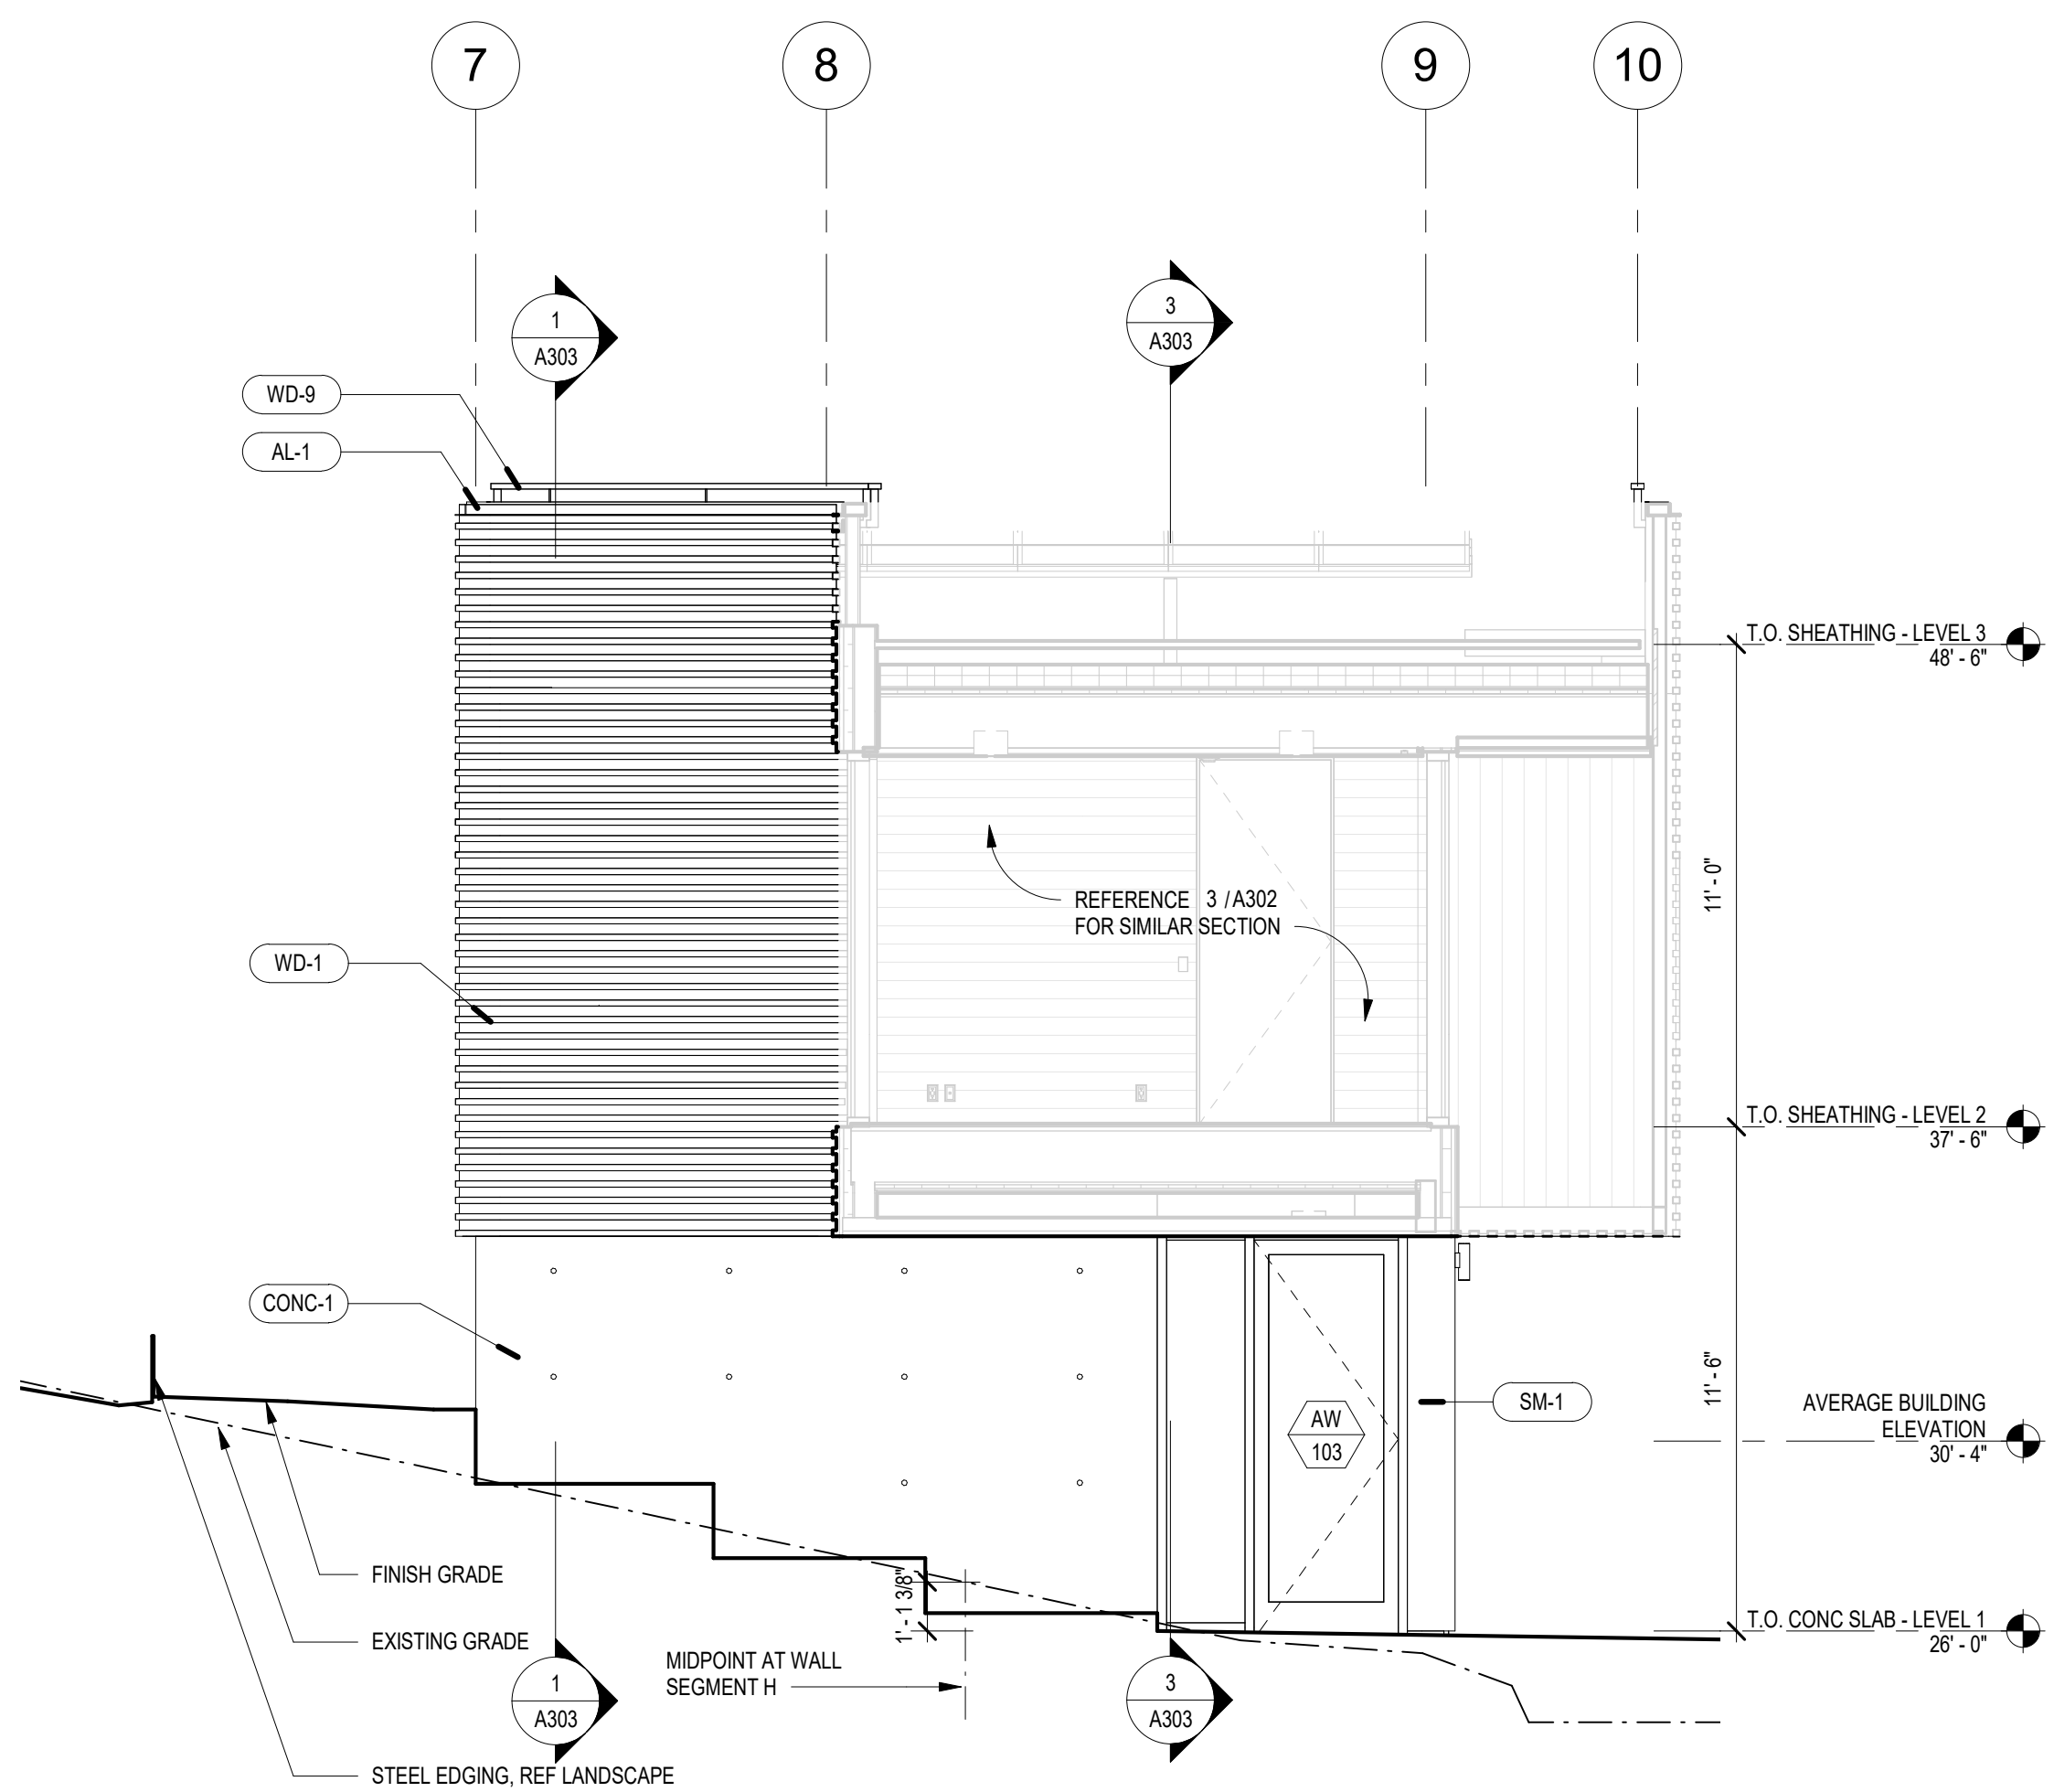 7
8
9
10
1
A303
3
A303
WD-9
AL-1
T.O. SHEATHING - LEVEL 3
48' - 6"
11' - 0"
REFERENCE 3 / A302
FOR SIMILAR SECTION
WD-1
T.O. SHEATHING - LEVEL 2
37' - 6"
CONC-1
11' - 6"
SM-1
AW
103
AVERAGE BUILDING
ELEVATION
30' - 4"
FINISH GRADE
1' - 1 3/8"
T.O. CONC SLAB - LEVEL 1
26' - 0"
EXISTING GRADE
MIDPOINT AT WALL
SEGMENT H
1
A303
3
A303
STEEL EDGING, REF LANDSCAPE